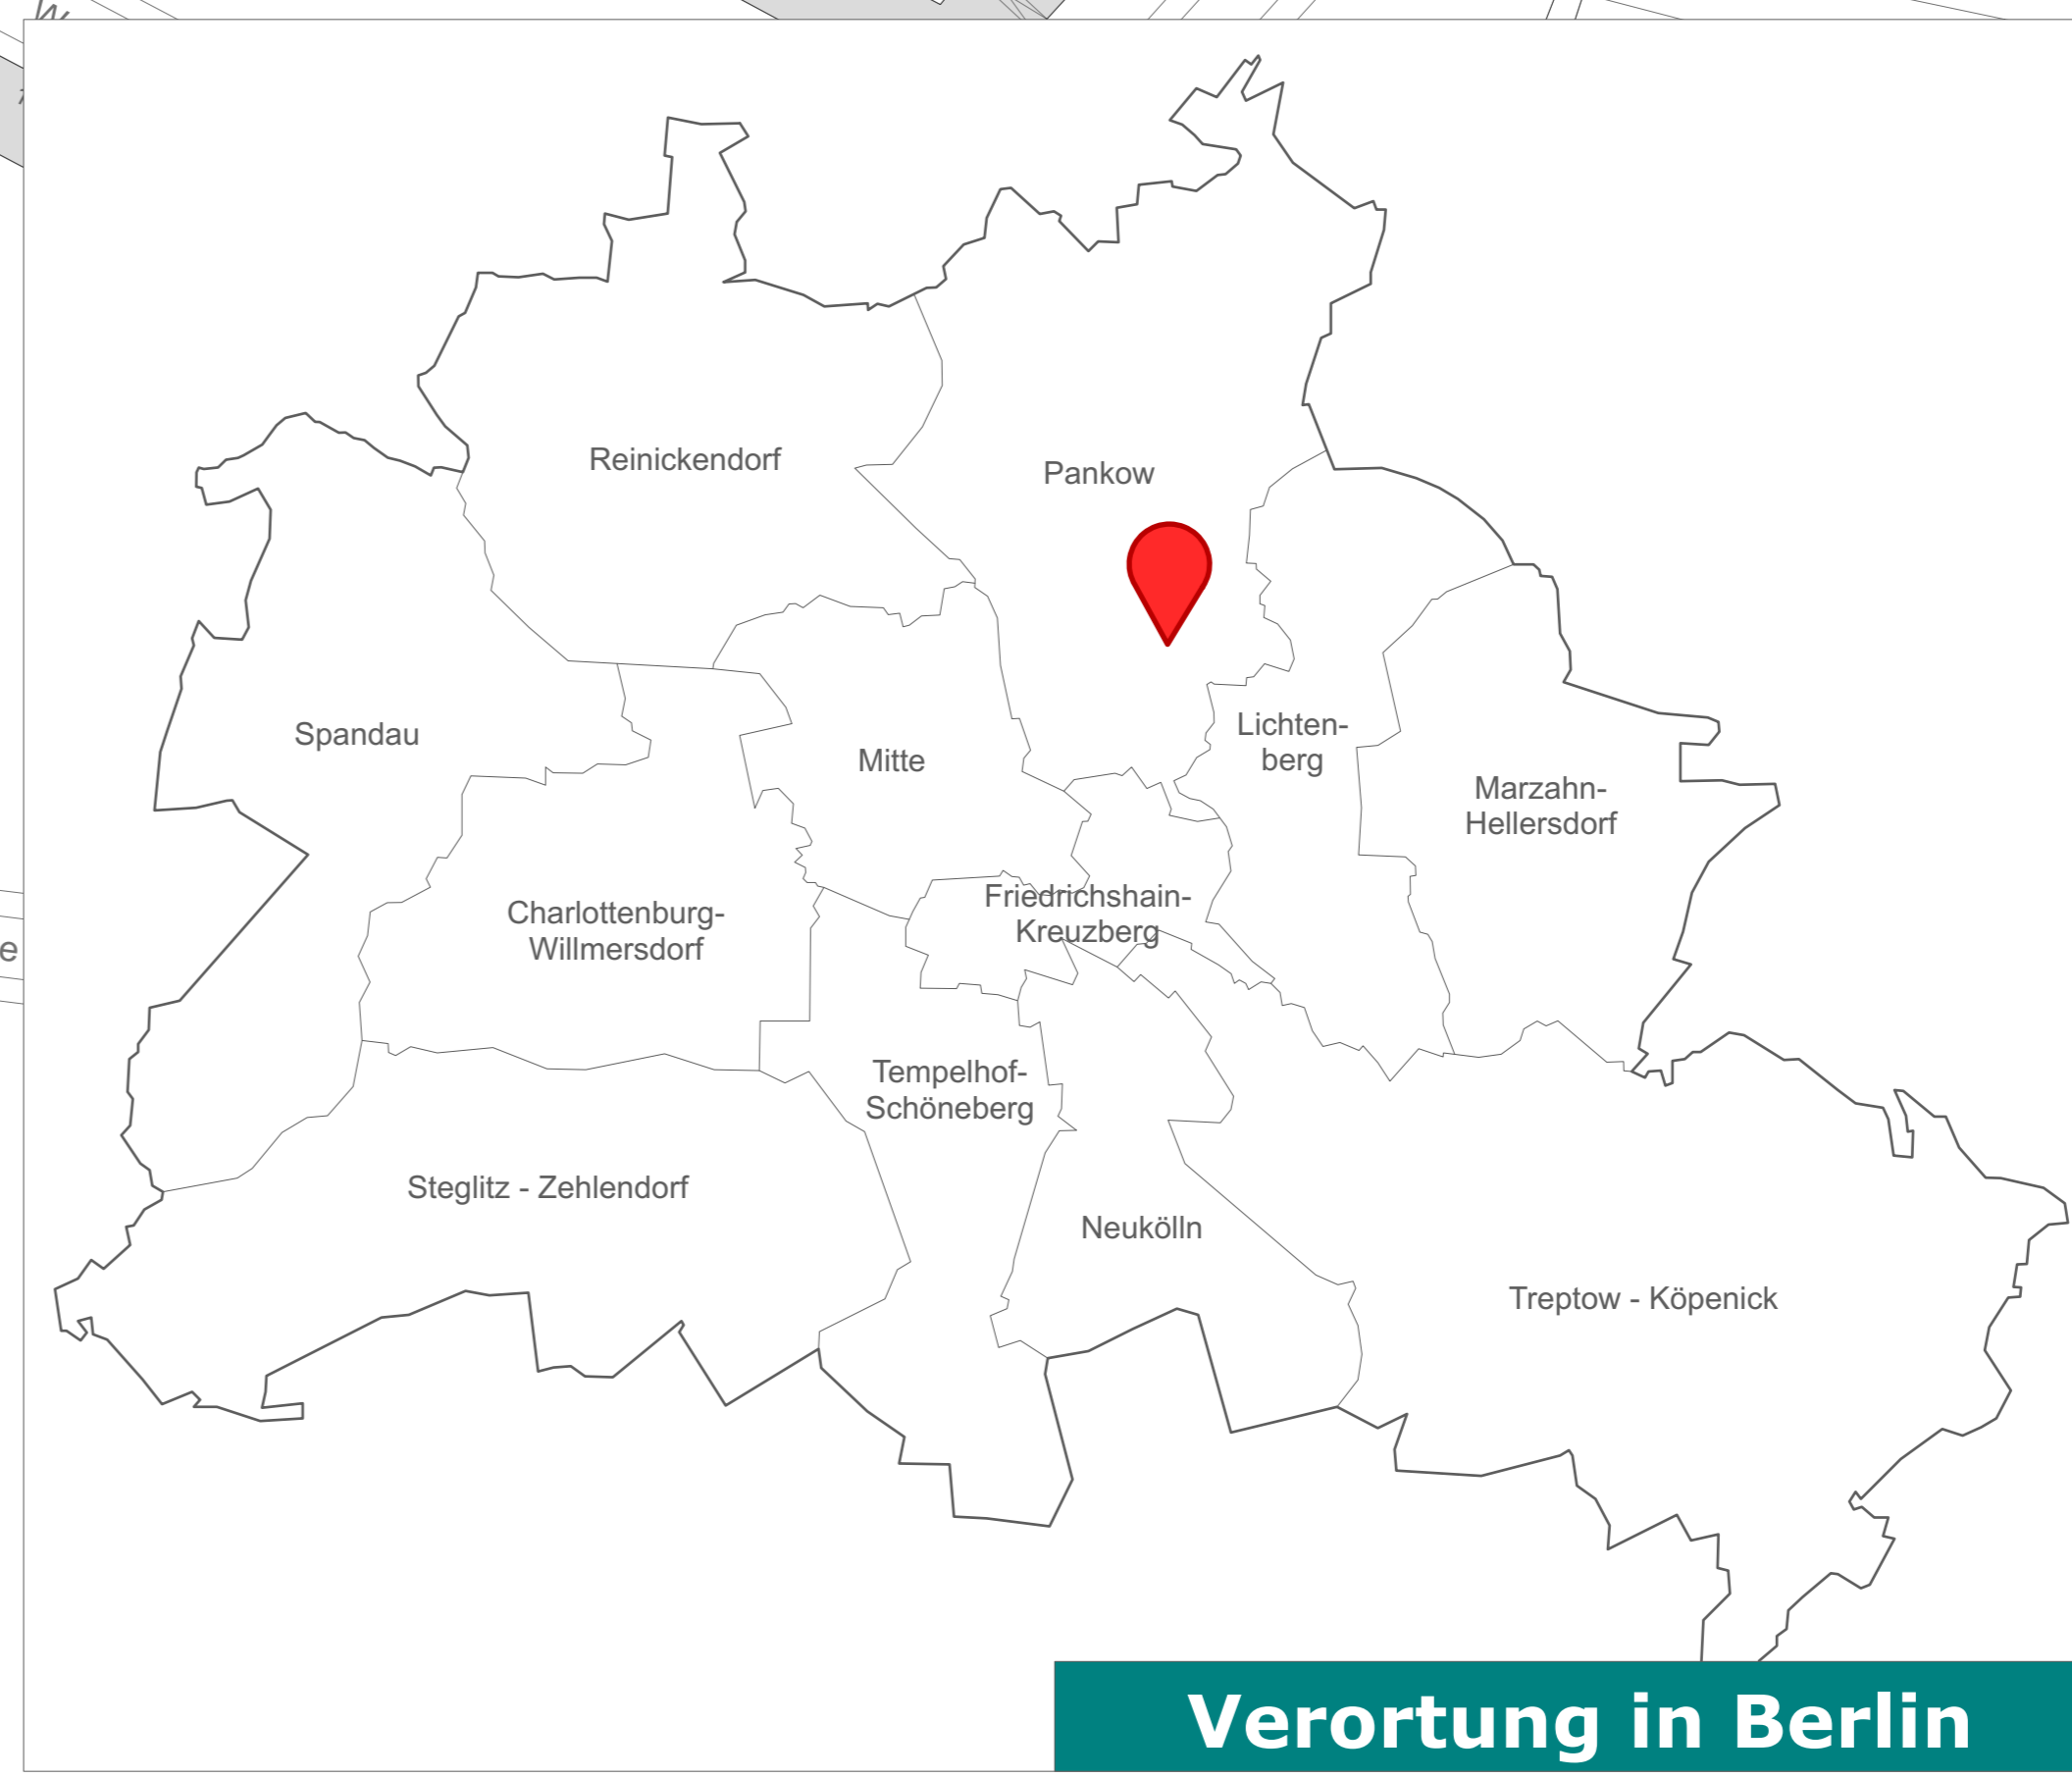 Reinickendorf
Pankow
Spandau
Mitte
Lichten-
berg
Marzahn-
Hellersdorf
Charlottenburg-
Willmersdorf
Friedrichshain-
Kreuzberg
Tempelhof-
Schöneberg
Steglitz - Zehlendorf
Neukölln
Treptow - Köpenick
Verortung in Berlin